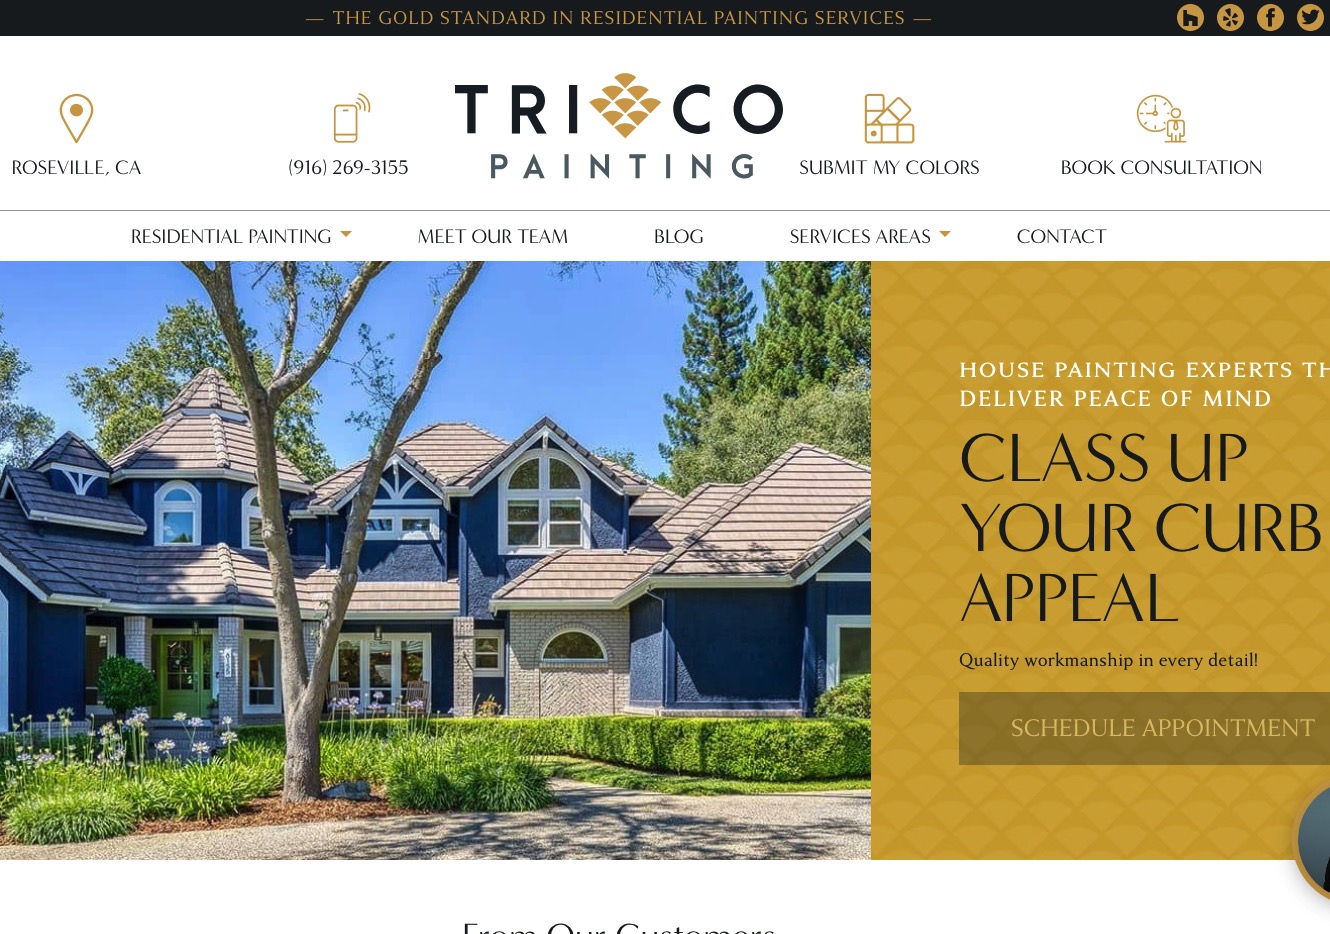 — THE GOLD STANDARD IN RESIDENTIAL PAINTING SERVICES —
ROSEVILLE, CA
(916) 269-3155
TRI CO
PAINTING
SUBMIT MY COLORS
BOOK CONSULTATION
RESIDENTIAL PAINTING
MEET OUR TEAM
BLOG
SERVICES AREAS
CONTACT
HOUSE PAINTING EXPERTS
DELIVER PEACE OF MIND
CLASS UP
YOUR CURB
APPEAL
Quality workmanship in every detail!
SCHEDULE APPOINTMENT
From Our Customers